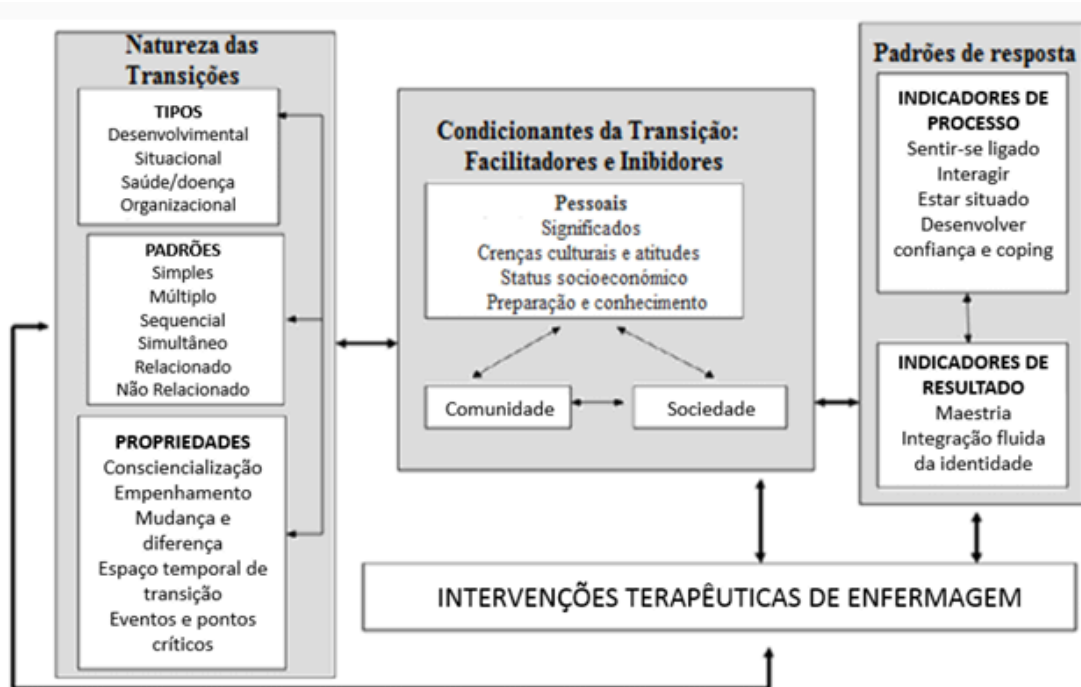 Natureza das
Transições
TIPOS
Desenvolvimental
Situacional
Saúde/doença
Organizacional
PADRÕES
Simples
Múltiplo
Sequencial
Simultâneo
Relacionado
Não Relacionado
PROPRIEDADES
Consciencialização
Empenhamento
Mudança e
diferença
Espaço temporal de
transição
Eventos e pontos
críticos
Condicionantes da Transição:
Facilitadores e Inibidores
Pessoais
Significados
Crenças culturais e atitudes
Status socioeconómico
Preparação e conhecimento
Comunidade
Sociedade
Padrões de resposta
INDICADORES DE
PROCESSO
Sentir-se ligado
Interagir
Estar situado
Desenvolver
confiança e coping
INDICADORES DE
RESULTADO
Maestria
Integração fluida
da identidade
INTERVENÇÕES TERAPÊUTICAS DE ENFERMAGEM